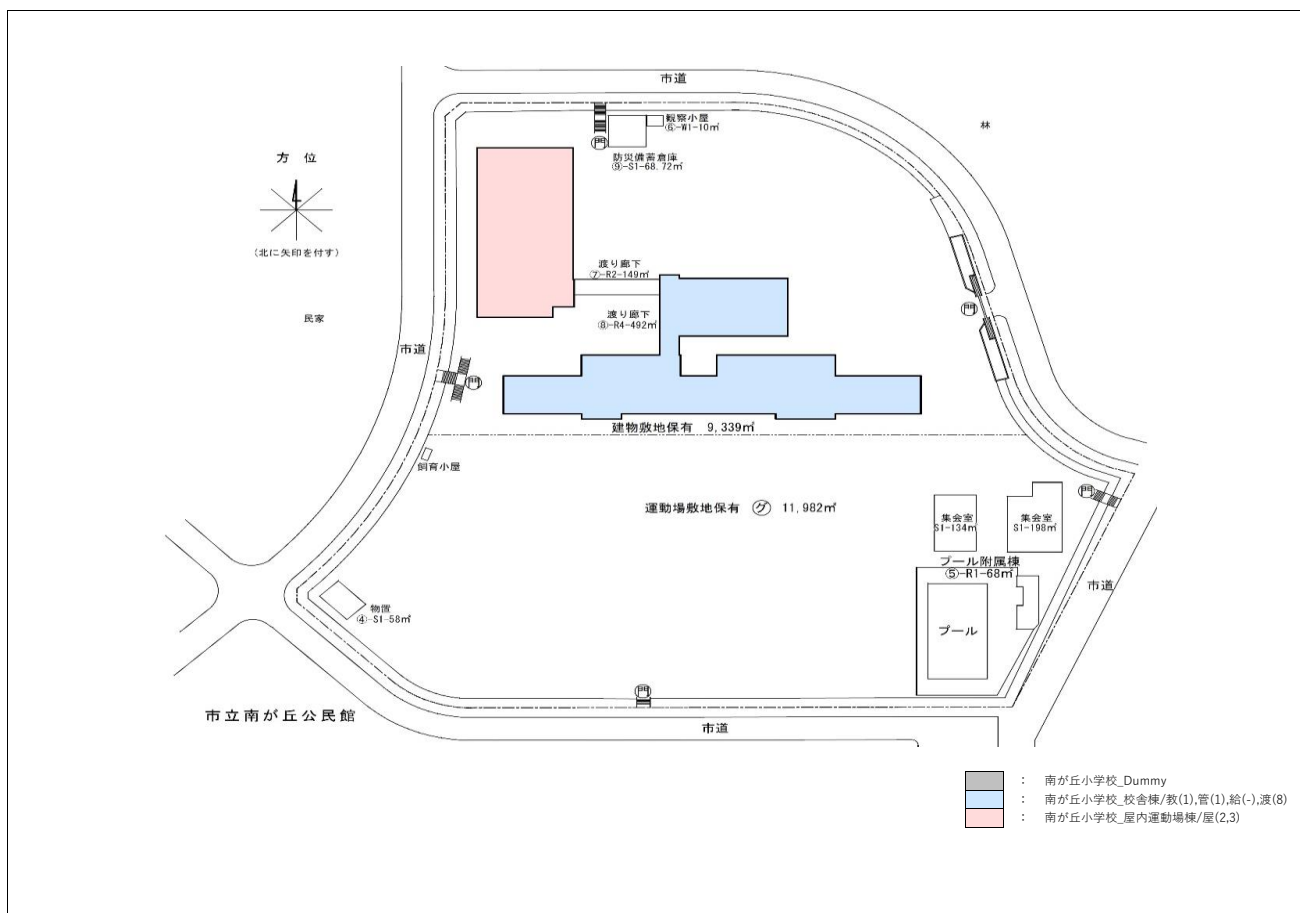 市道
林
観察小屋
⑥-W1-10㎡
門
防災備蓄倉庫
⑨-S1-68.72㎡
方 位
(北に矢印を付す)
渡り廊下
⑦-R2-149㎡
門
民家
渡り廊下
⑧-R4-492㎡
市道
門
建物敷地保有 9,339㎡
飼育小屋
門
運動場敷地保有 グ 11,982㎡
集会室
S1-134㎡
集会室
S1-198㎡
プール附属棟
⑤-R1-68㎡
市道
物置
④-S1-58㎡
プール
門
市立南が丘公民館
市道
： 南が丘小学校_Dummy
： 南が丘小学校_校舎棟/教(1),管(1),給(-),渡(8)
： 南が丘小学校_屋内運動場棟/屋(2,3)